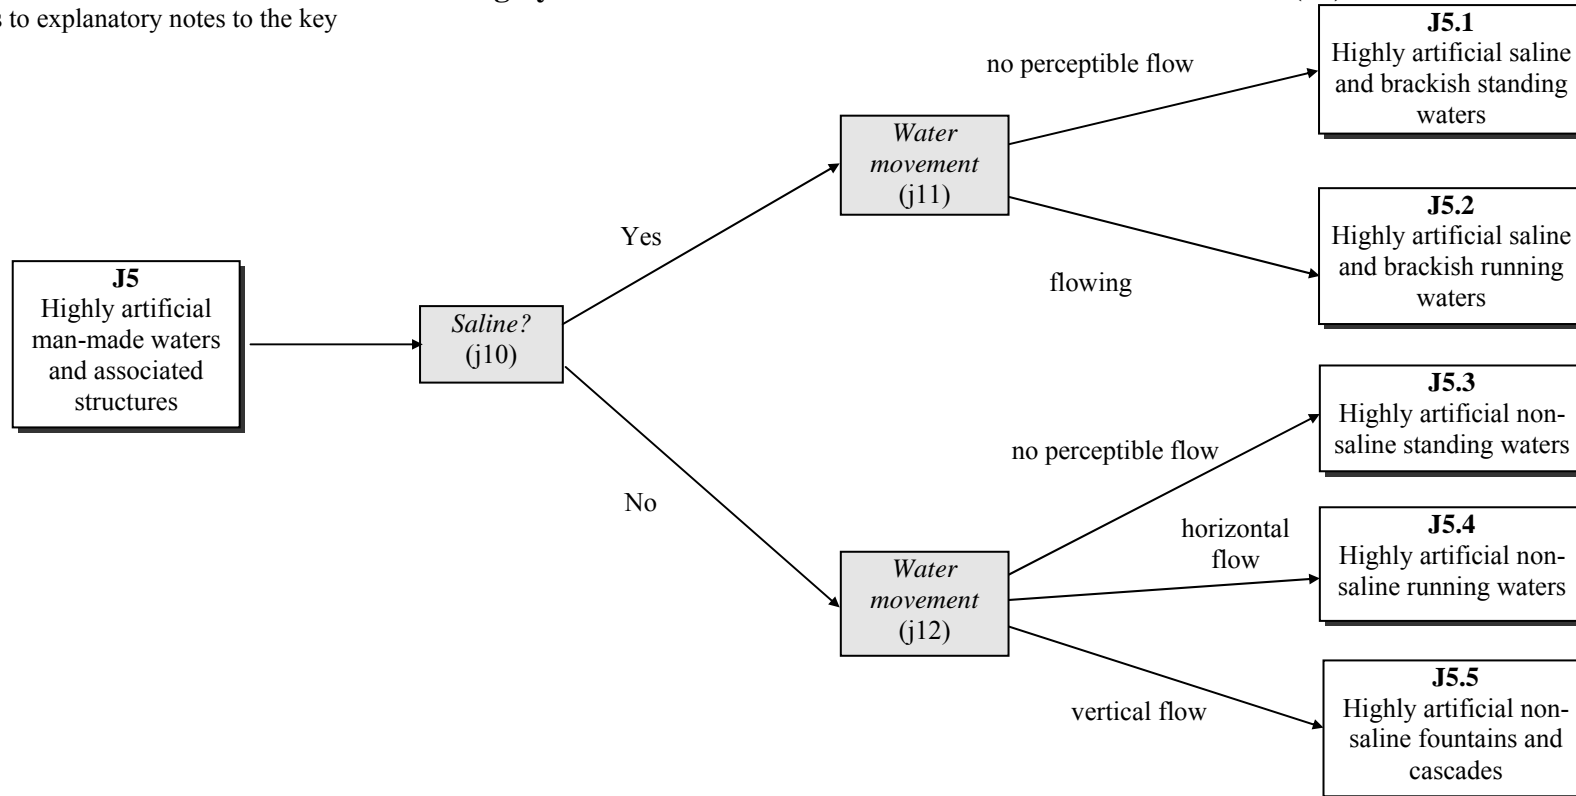 s to explanatory notes to the key
J5
Highly artificial
man-made waters
and associated
structures
Saline?
(j10)
Yes
No
Water
movement
(j11)
no perceptible flow
flowing
Water
movement
(j12)
no perceptible flow
horizontal
flow
vertical flow
J5.1
Highly artificial saline
and brackish standing
waters
J5.2
Highly artificial saline
and brackish running
waters
J5.3
Highly artificial non-
saline standing waters
J5.4
Highly artificial non-
saline running waters
J5.5
Highly artificial non-
saline fountains and
cascades